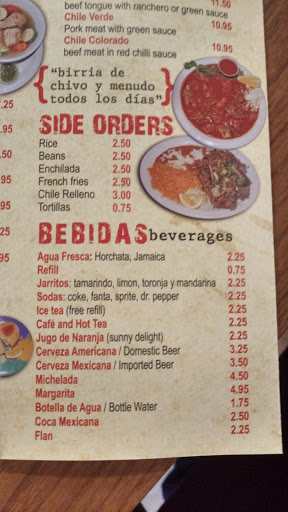 11.50
beef tongue with ranchero or green sauce
Chile Verde 10.95
Pork meat with green sauce
Chile Colorado 10.95
beef meat in red chilli sauce
{"birria de
chivo y menudo
todos los días"}
SIDE ORDERS
Rice 2.50
Beans 2.50
Enchilada 2.50
French fries 2.50
Chile Relleno 3.00
Tortillas 0.75
BEBIDAS beverages
Agua Fresca: Horchata, Jamaica 2.25
Refill 0.75
Jarritos: tamarindo, limon, toronja y mandarina 2.25
Sodas: coke, fanta, sprite, dr. pepper 2.25
Ice tea (free refill) 2.25
Café and Hot Tea 2.25
Jugo de Naranja (sunny delight) 2.25
Cerveza Americana / Domestic Beer 3.25
Cerveza Mexicana / Imported Beer 3.50
Michelada 4.50
Margarita 4.95
Botella de Agua / Bottle Water 1.75
Coca Mexicana 2.50
Flan 2.25